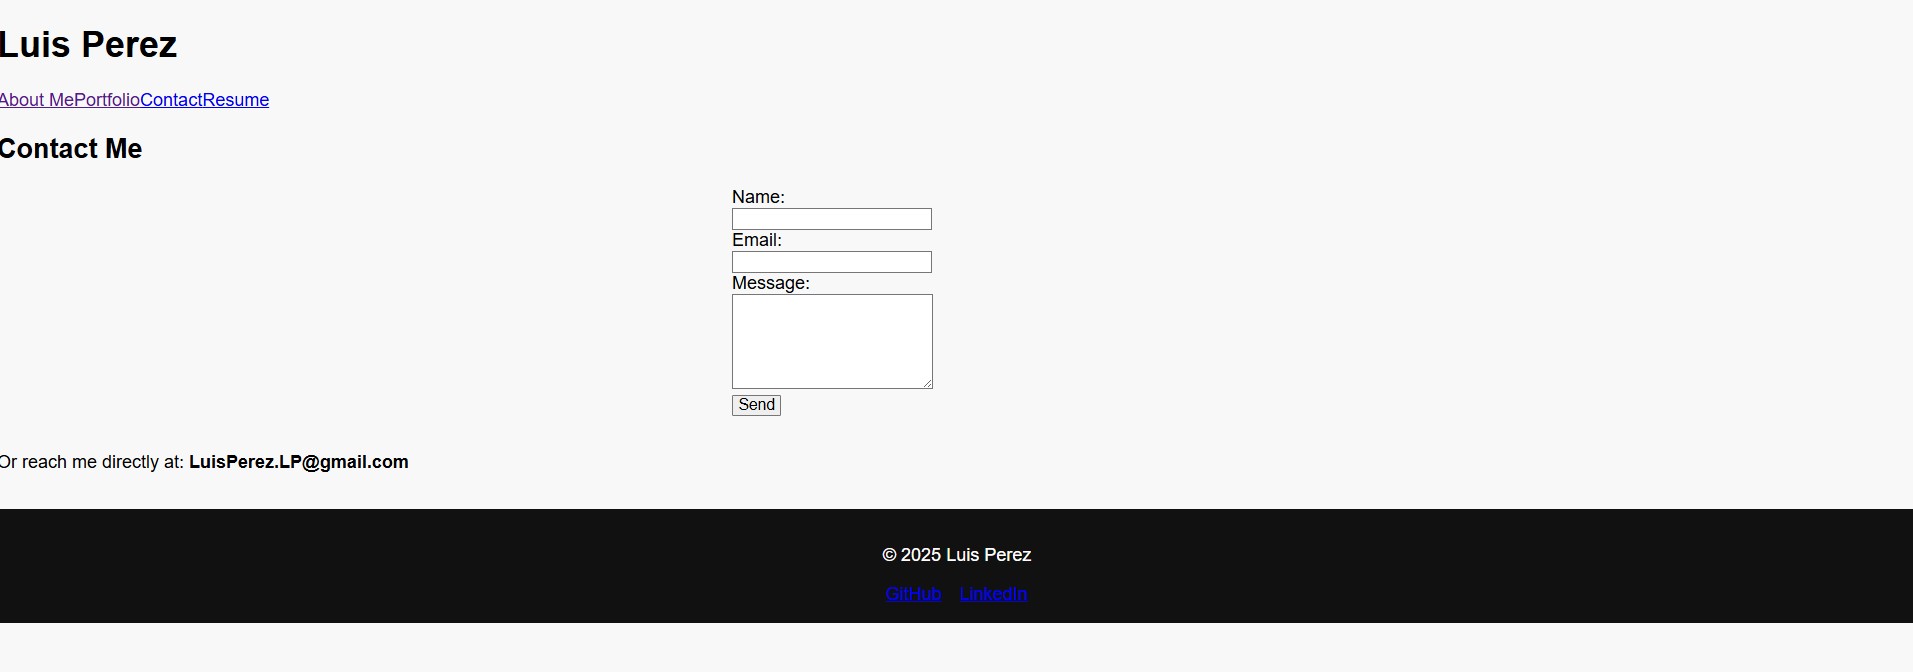 Luis Perez
About MePortfolioContactResume
Contact Me
Name:
Email:
Message:
Send
Or reach me directly at: LuisPerez.LP@gmail.com
© 2025 Luis Perez
GitHub LinkedIn